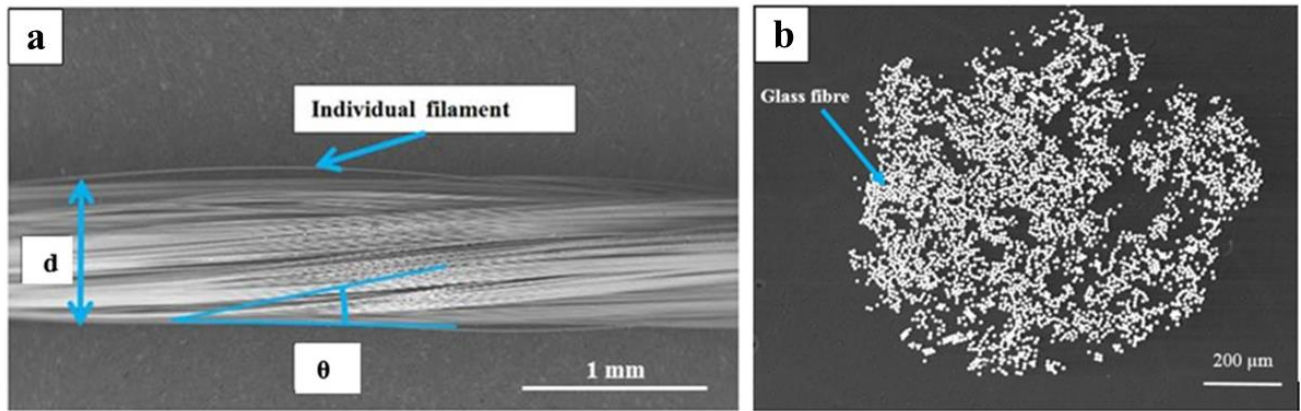 a
Individual filament
d
θ
1 mm
b
Glass fibre
200 μm